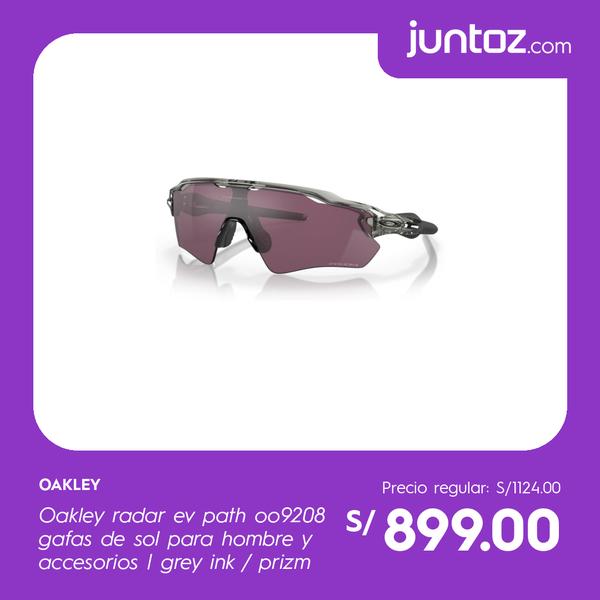 juntoz.com
OAKLEY
Oakley radar ev path oo9208
gafas de sol para hombre y
accesorios | grey ink / prizm
Precio regular: S/1124.00
S/ 899.00